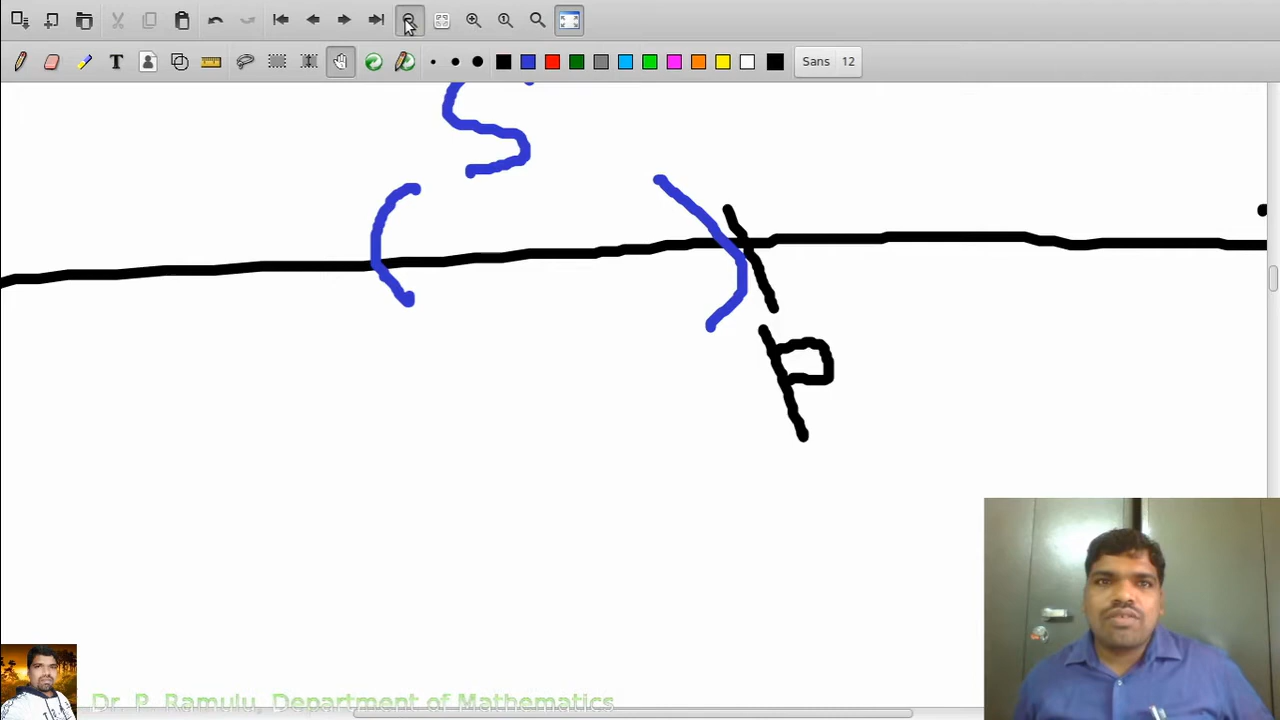 Sans 12
S
( )
P
Dr. P. Ramulu, Department of Mathematics